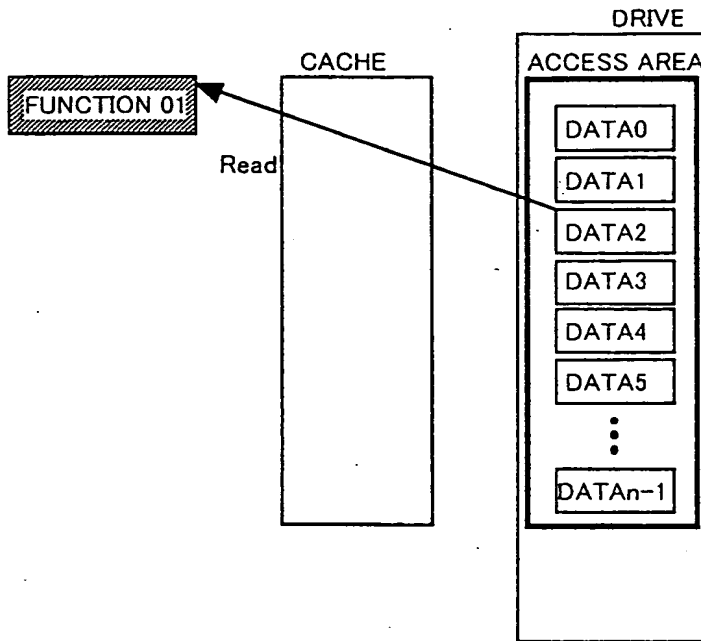 DRIVE
CACHE
ACCESS AREA
FUNCTION 01
DATA0
Read
DATA1
DATA2
DATA3
DATA4
DATA5
DATAn-1